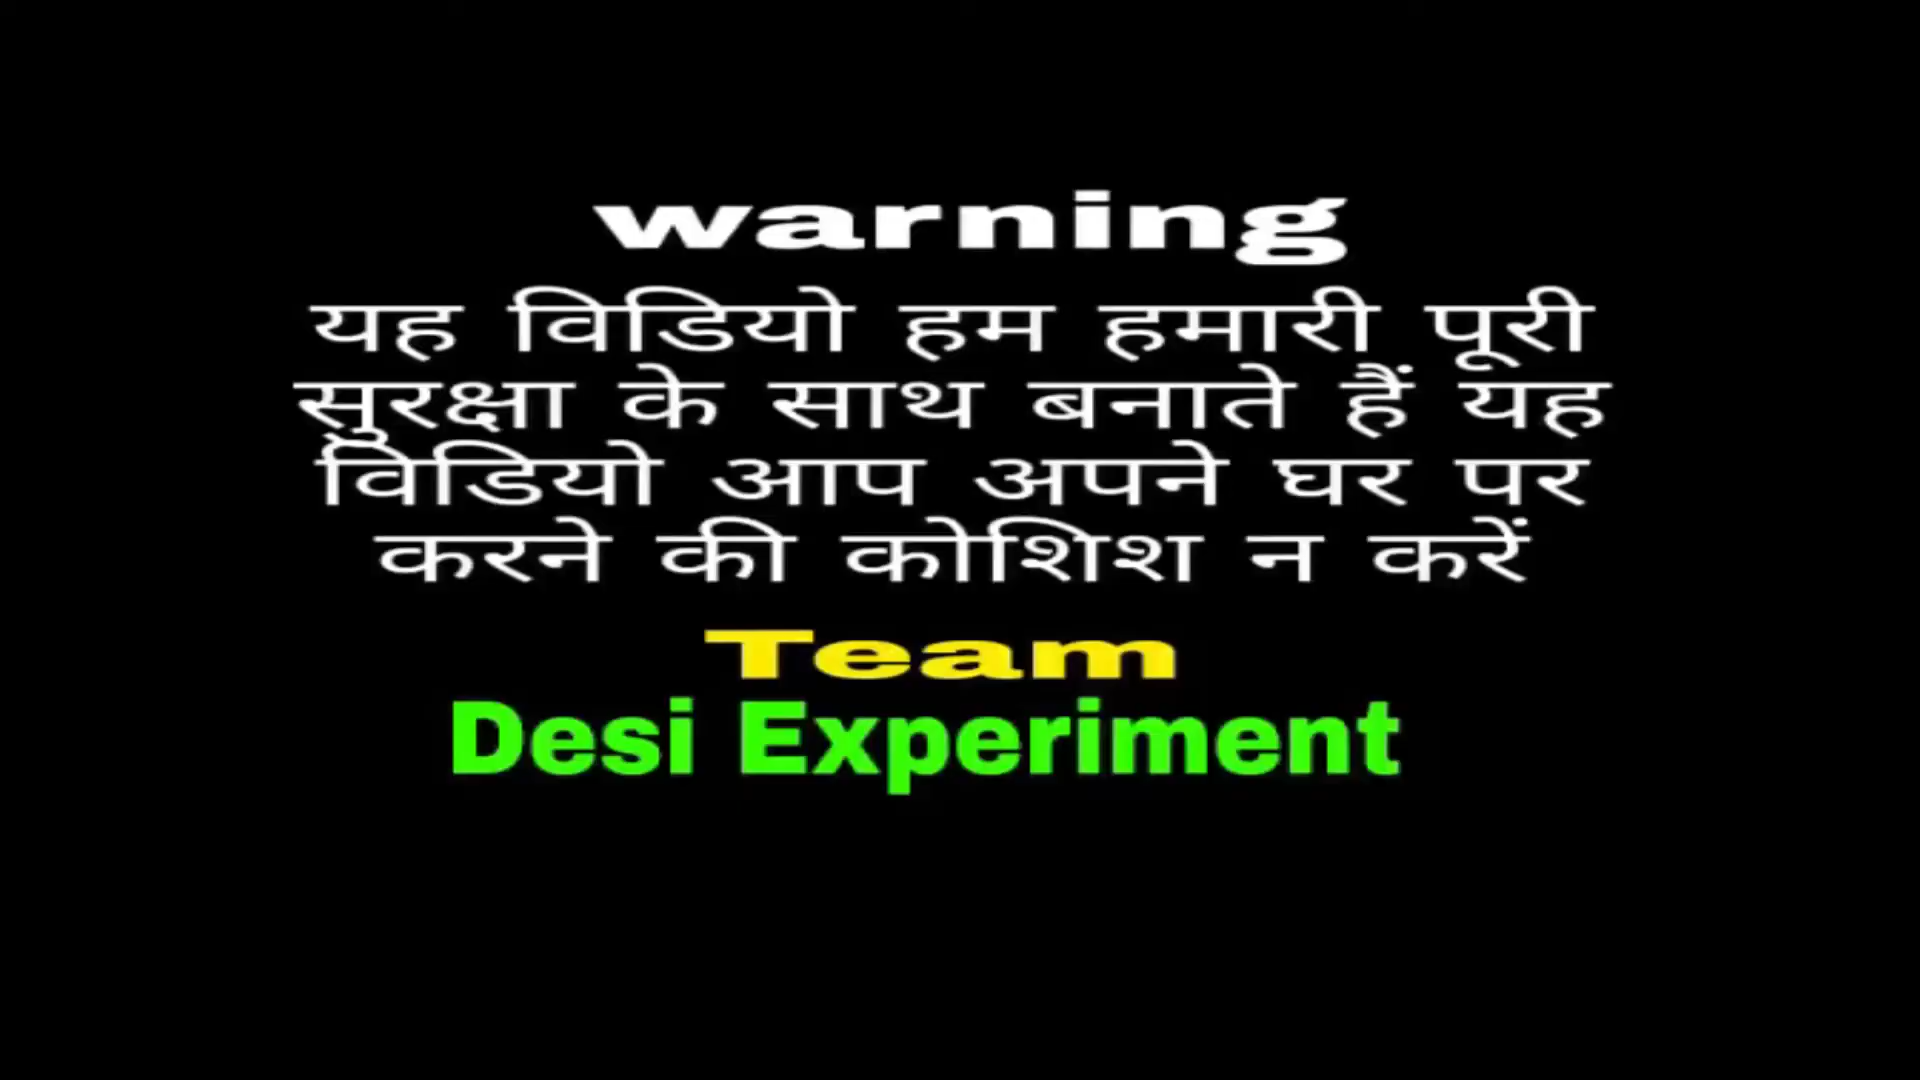 warning
यह विडियो हम हमारी पूरी
सुरक्षा के साथ बनाते हैं यह
विडियो आप अपने घर पर
करने की कोशिश न करें
Team
Desi Experiment